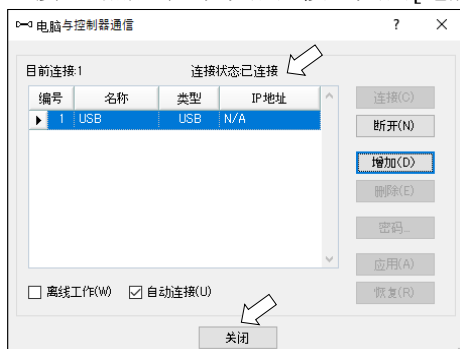 电脑与控制器通信 ? ×
目前连接:1 连接状态:已连接
编号 名称 类型 IP地址
1 USB USB N/A
连接(C)
断开(N)
增加(D)
删除(E)
密码...
应用(A)
恢复(R)
离线工作(W) 自动连接(U)
关闭